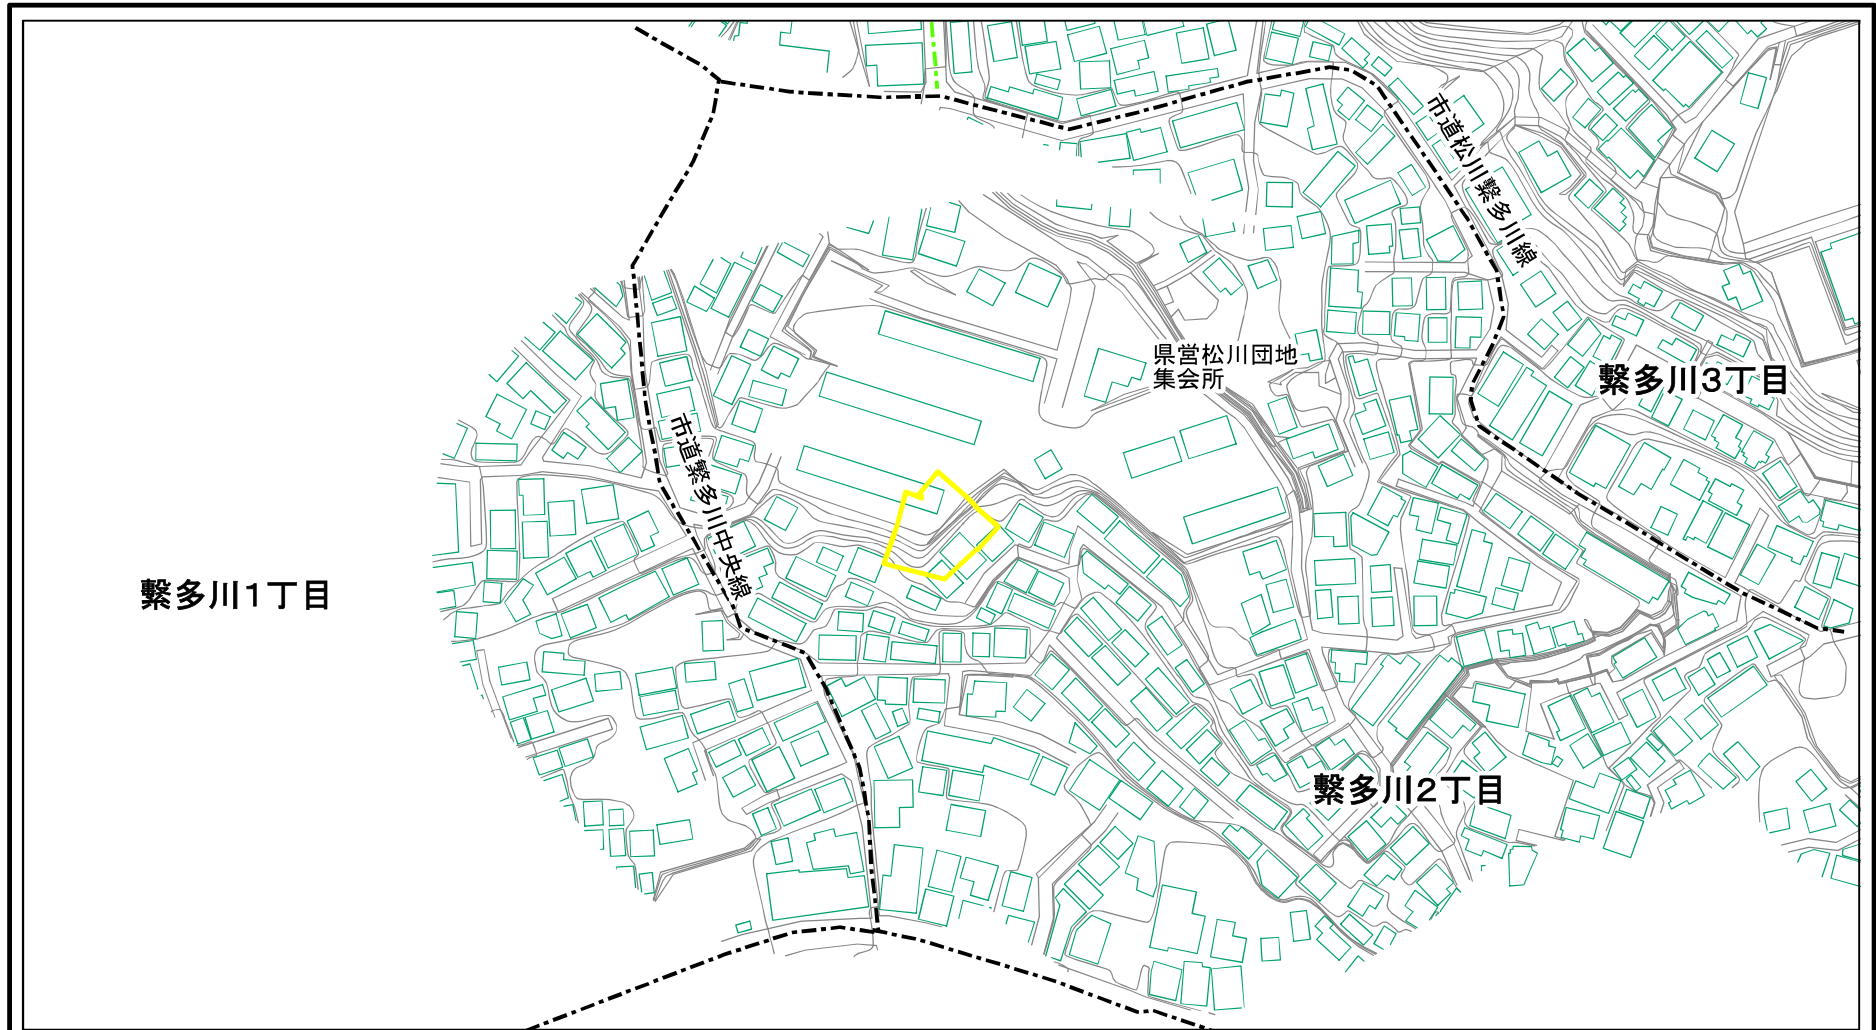 市道松川繋多川線
県営松川団地
集会所
繋多川3丁目
市道繁多川中央線
繋多川1丁目
繋多川2丁目